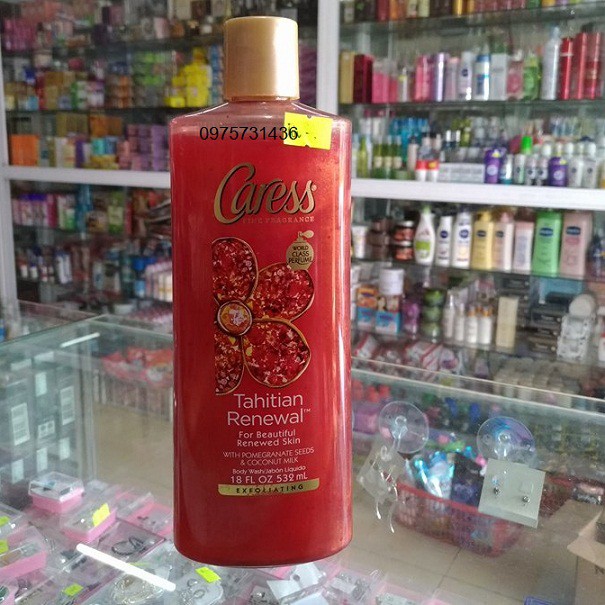 0975731436
Caress®
FINE FRAGRANCE
WORLD
CLASS
PERFUME
Tahitian
Renewal™
For Beautiful
Renewed Skin
WITH POMEGRANATE SEEDS
& COCONUT MILK
Body Wash/Jabón Líquido
18 FL OZ 532 mL
EXFOLIATING
Vaseline